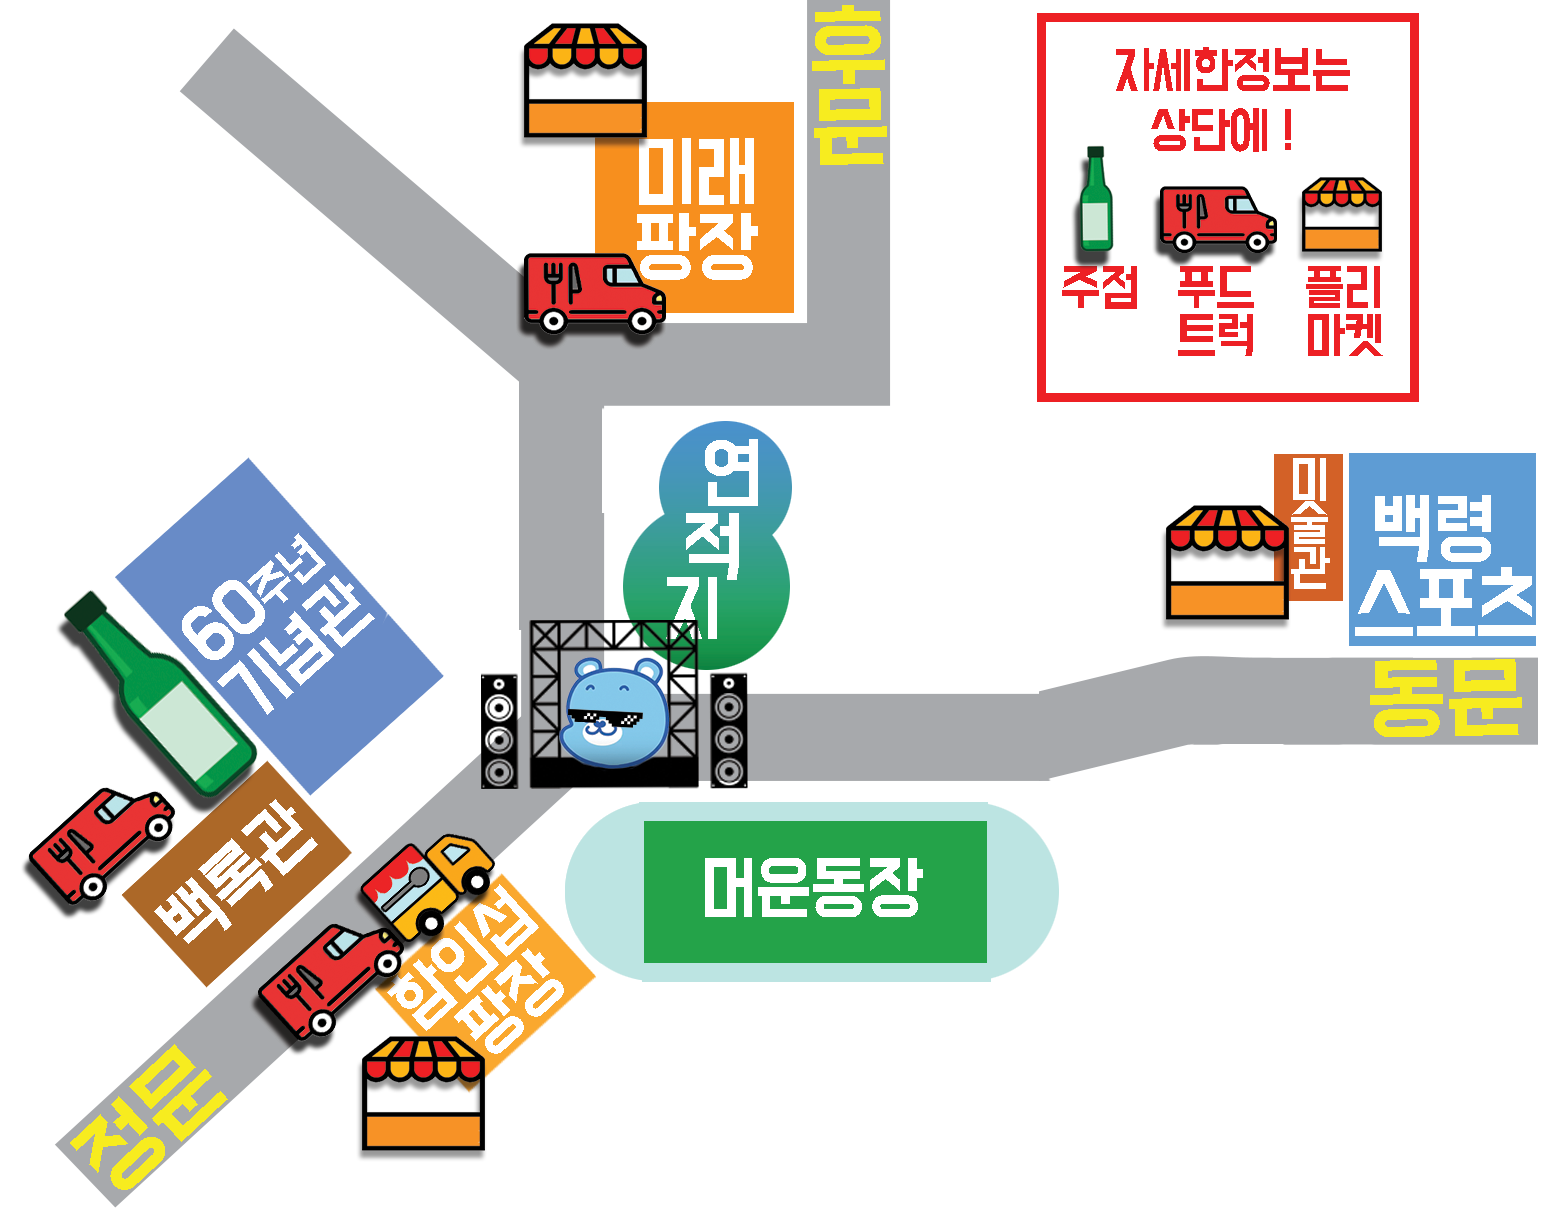 후문
자세한정보는
상단에 !
주점
푸드
트럭
플리
마켓
미래
팡장
연
적
지
미술관
백령
스포츠
동문
60주년
기념관
백록관
함인섭
팡장
대운동장
정문